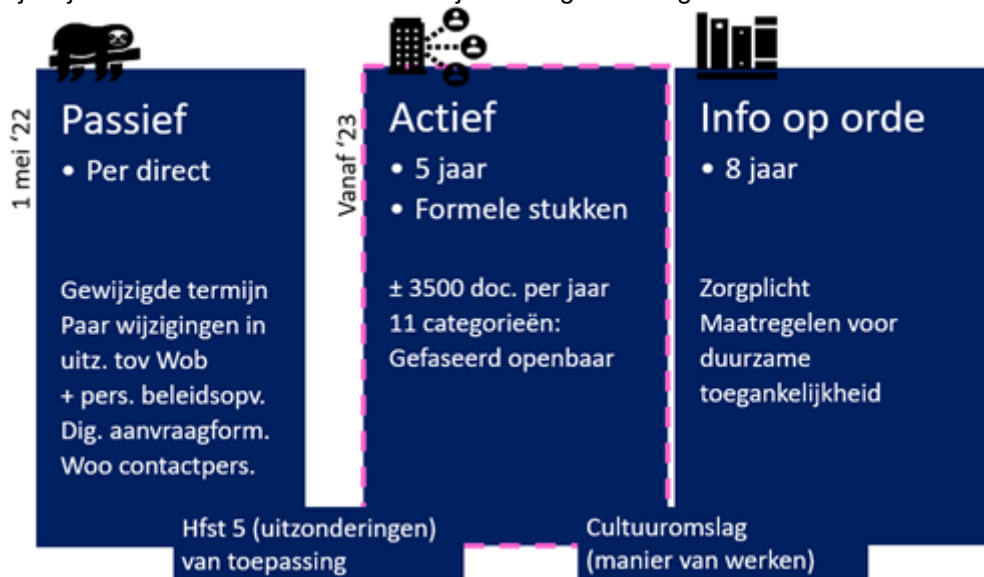 1 mei ‘22
Passief
• Per direct
Gewijzigde termijn
Paar wijzigingen in
uitz. tov Wob
+ pers. beleidsopv.
Dig. aanvraagform.
Woo contactpers.
Vanaf ‘23
Actief
• 5 jaar
• Formele stukken
± 3500 doc. per jaar
11 categorieën:
Gefaseerd openbaar
Info op orde
• 8 jaar
Zorgplicht
Maatregelen voor
duurzame
toegankelijkheid
Hfst 5 (uitzonderingen)
van toepassing
Cultuuromslag
(manier van werken)